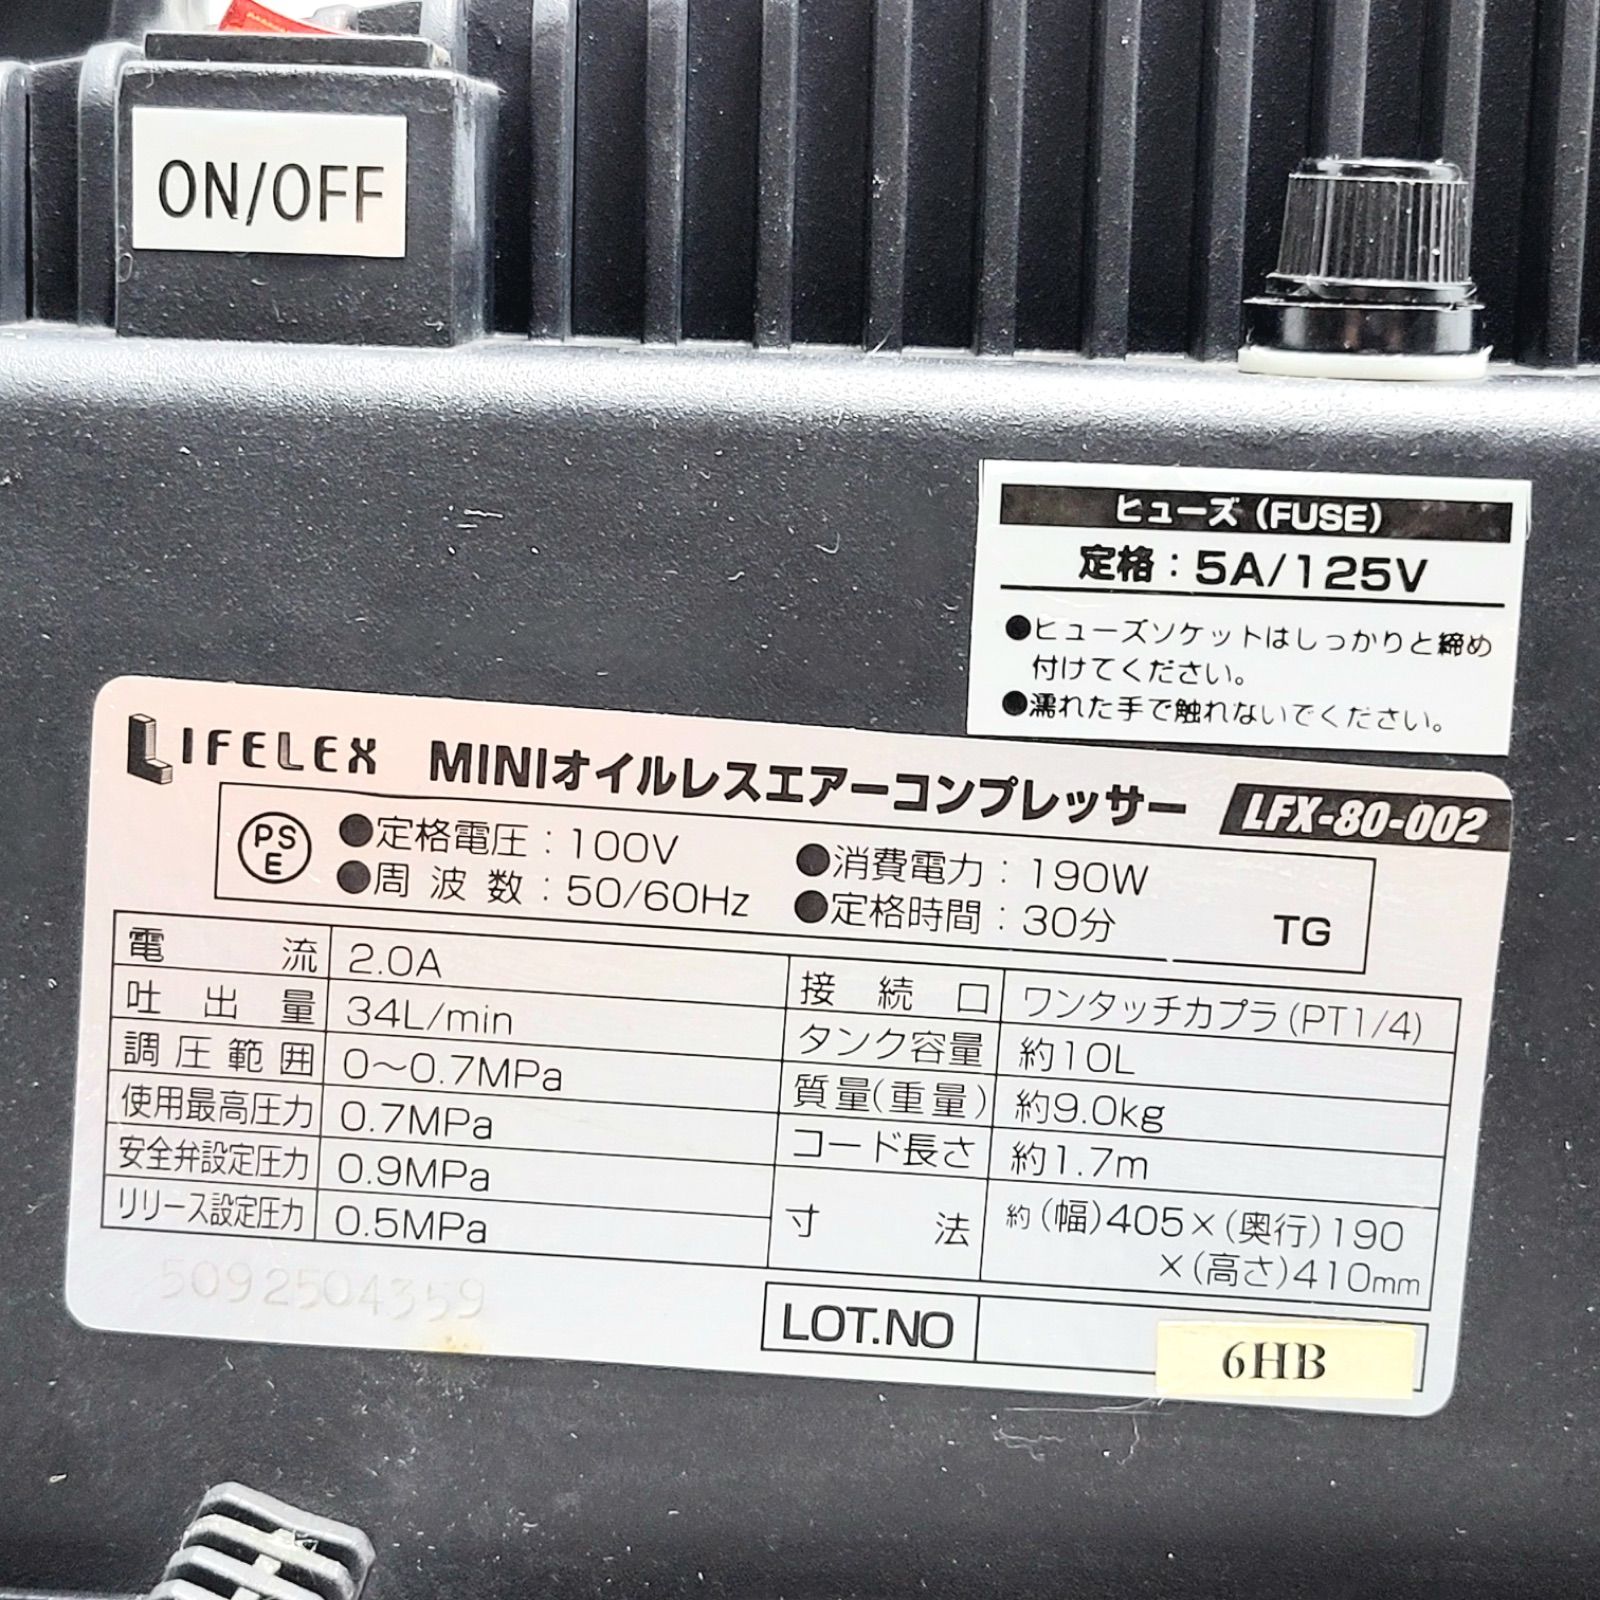 ON/OFF
ヒューズ (FUSE)
定格：5A/125V
●ヒューズソケットはしっかりと締め
付けてください。
●濡れた手で触れないでください。
LIFELEX MINIオイルレスエアーコンプレッサー LFX-80-002
PS
E
●定格電圧：100V ●消費電力：190W
●周波数：50/60Hz ●定格時間：30分 TG
電流 2.0A
吐出量 34L/min
調圧範囲 0〜0.7MPa
使用最高圧力 0.7MPa
安全弁設定圧力 0.9MPa
リリース設定圧力 0.5MPa
接続口 ワンタッチカプラ(PT1/4)
タンク容量 約10L
質量(重量) 約9.0kg
コード長さ 約1.7m
寸法 約(幅)405×(奥行)190
×(高さ)410mm
5092504359
LOT.NO 6HB